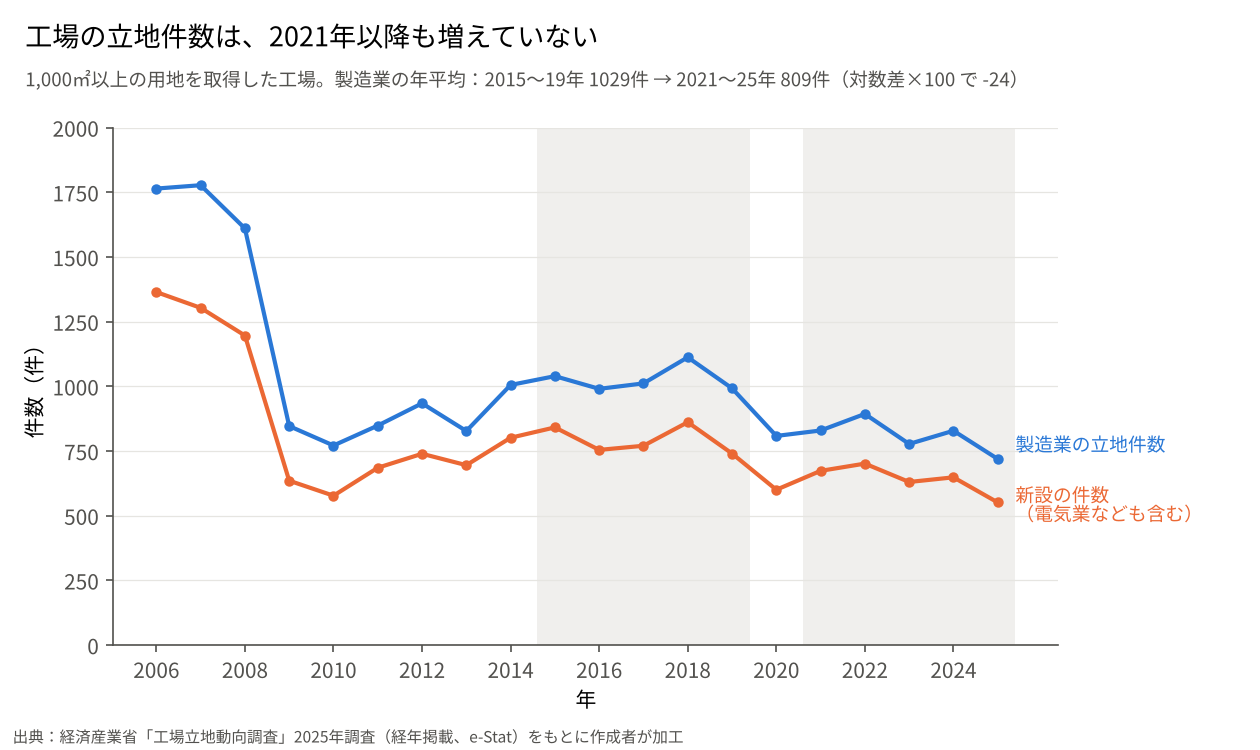 工場の立地件数は、2021年以降も増えていない
1,000㎡以上の用地を取得した工場。製造業の年平均：2015～19年 1029件 → 2021～25年 809件（対数差×100 で -24）
2000
1750
1500
1250
1000
750
500
250
0
件数（件）
製造業の立地件数
新設の件数
（電気業なども含む）
2006
2008
2010
2012
2014
2016
2018
2020
2022
2024
年
出典：経済産業省「工場立地動向調査」2025年調査（経年掲載、e-Stat）をもとに作成者が加工